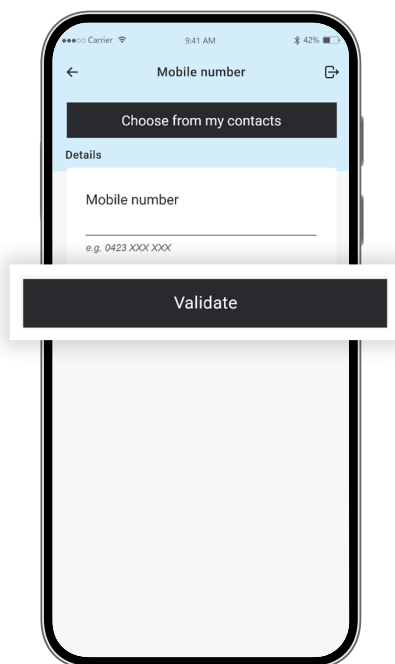 Carrier 9:41 AM 42%
Mobile number
Choose from my contacts
Details
Mobile number
e.g. 0423 XXX XXX
Validate